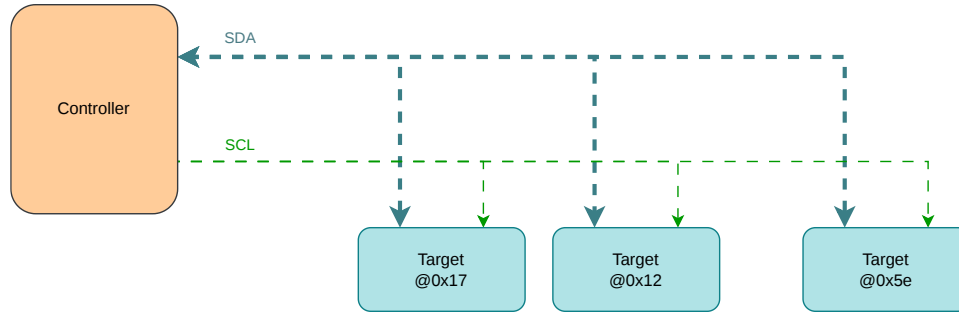 SDA
Controller
SCL
Target
@0x17
Target
@0x12
Target
@0x5e